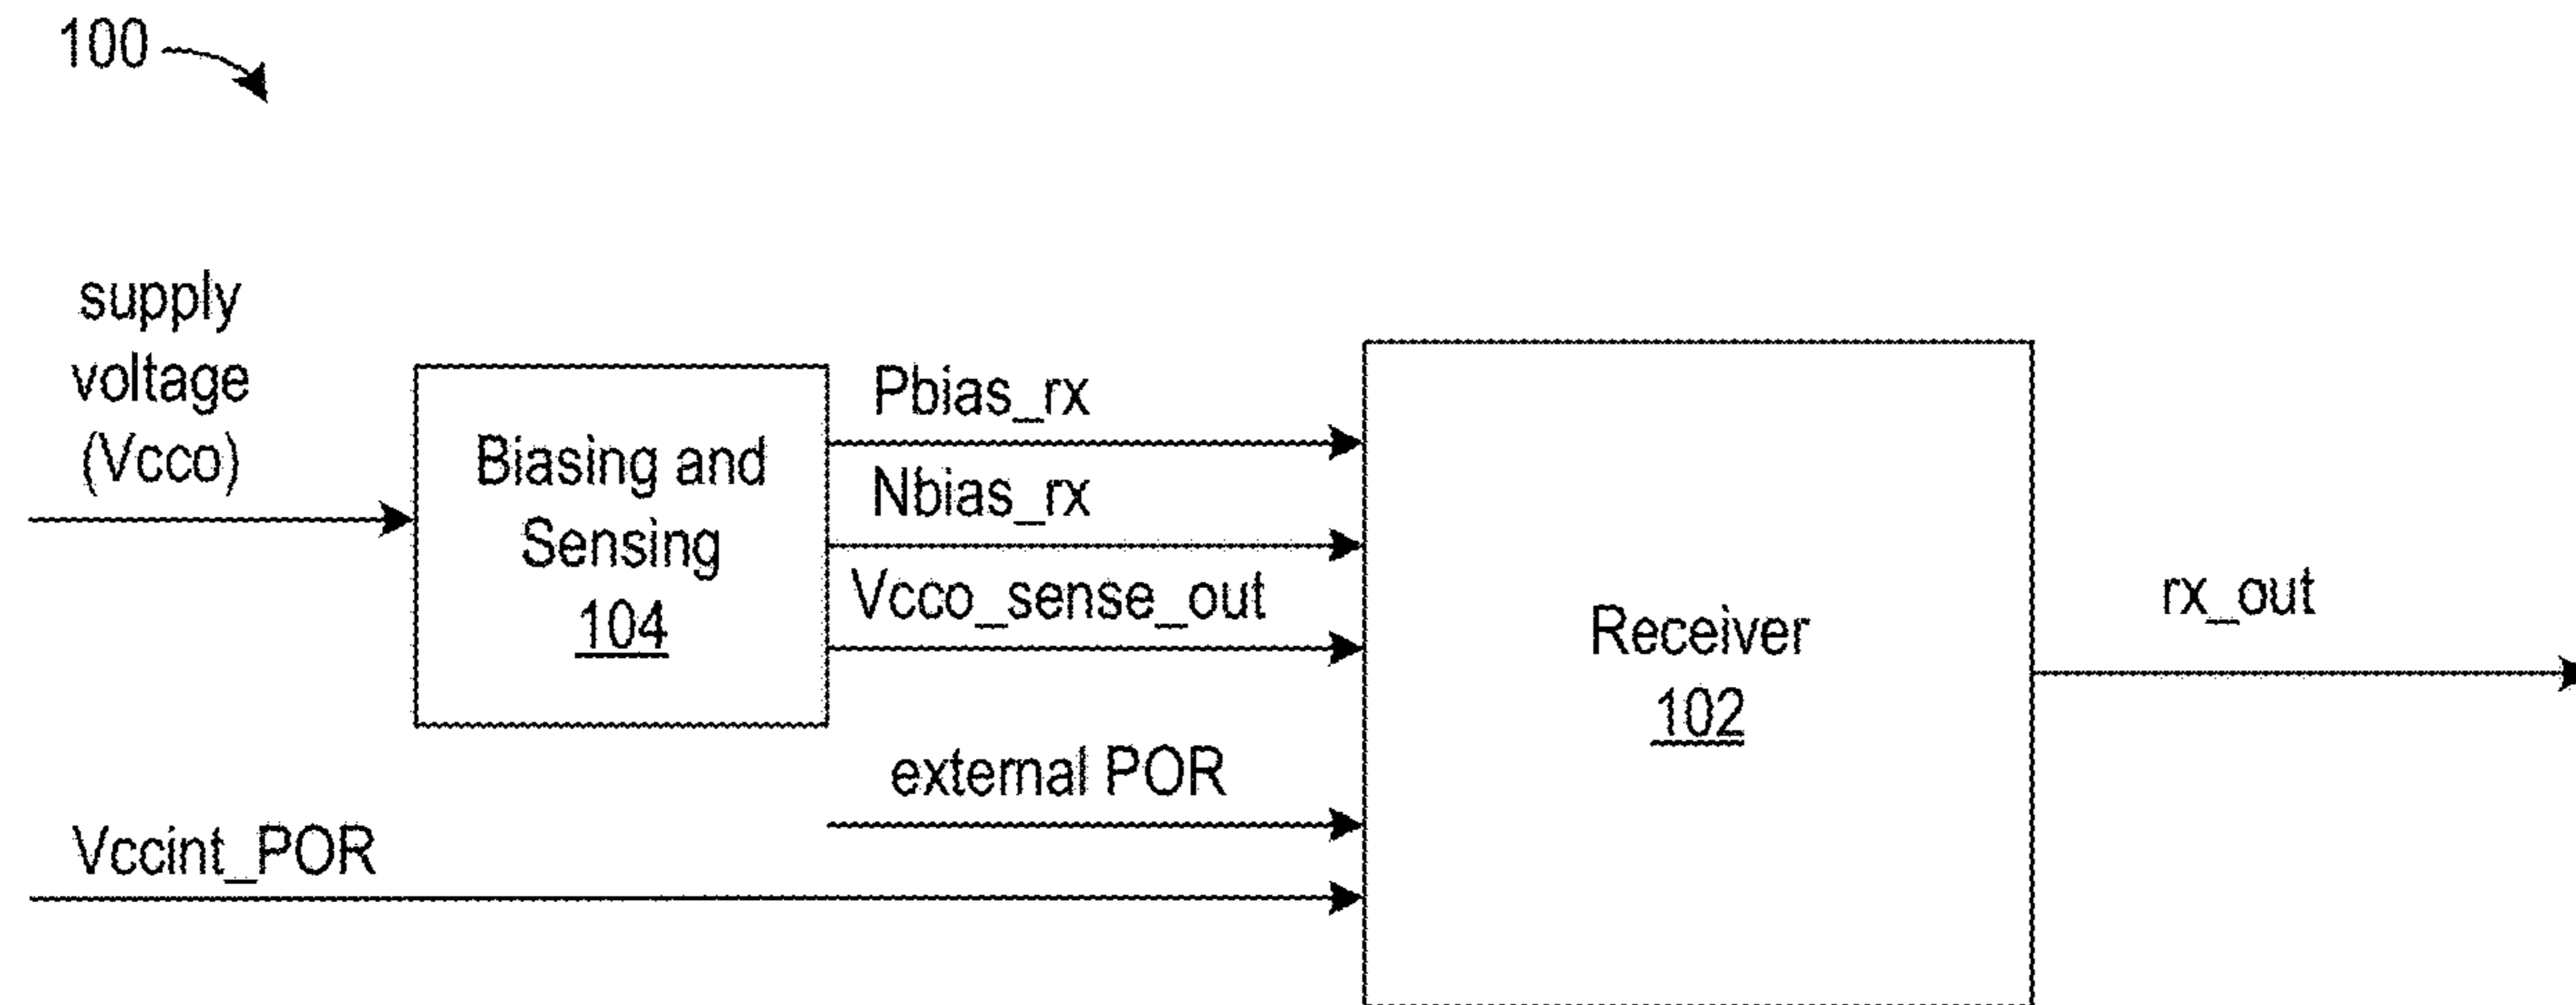 100
supply
voltage
(Vcco)
Biasing and
Sensing
104
Pbias_rx
Nbias_rx
Vcco_sense_out
external POR
Vccint_POR
Receiver
102
rx_out